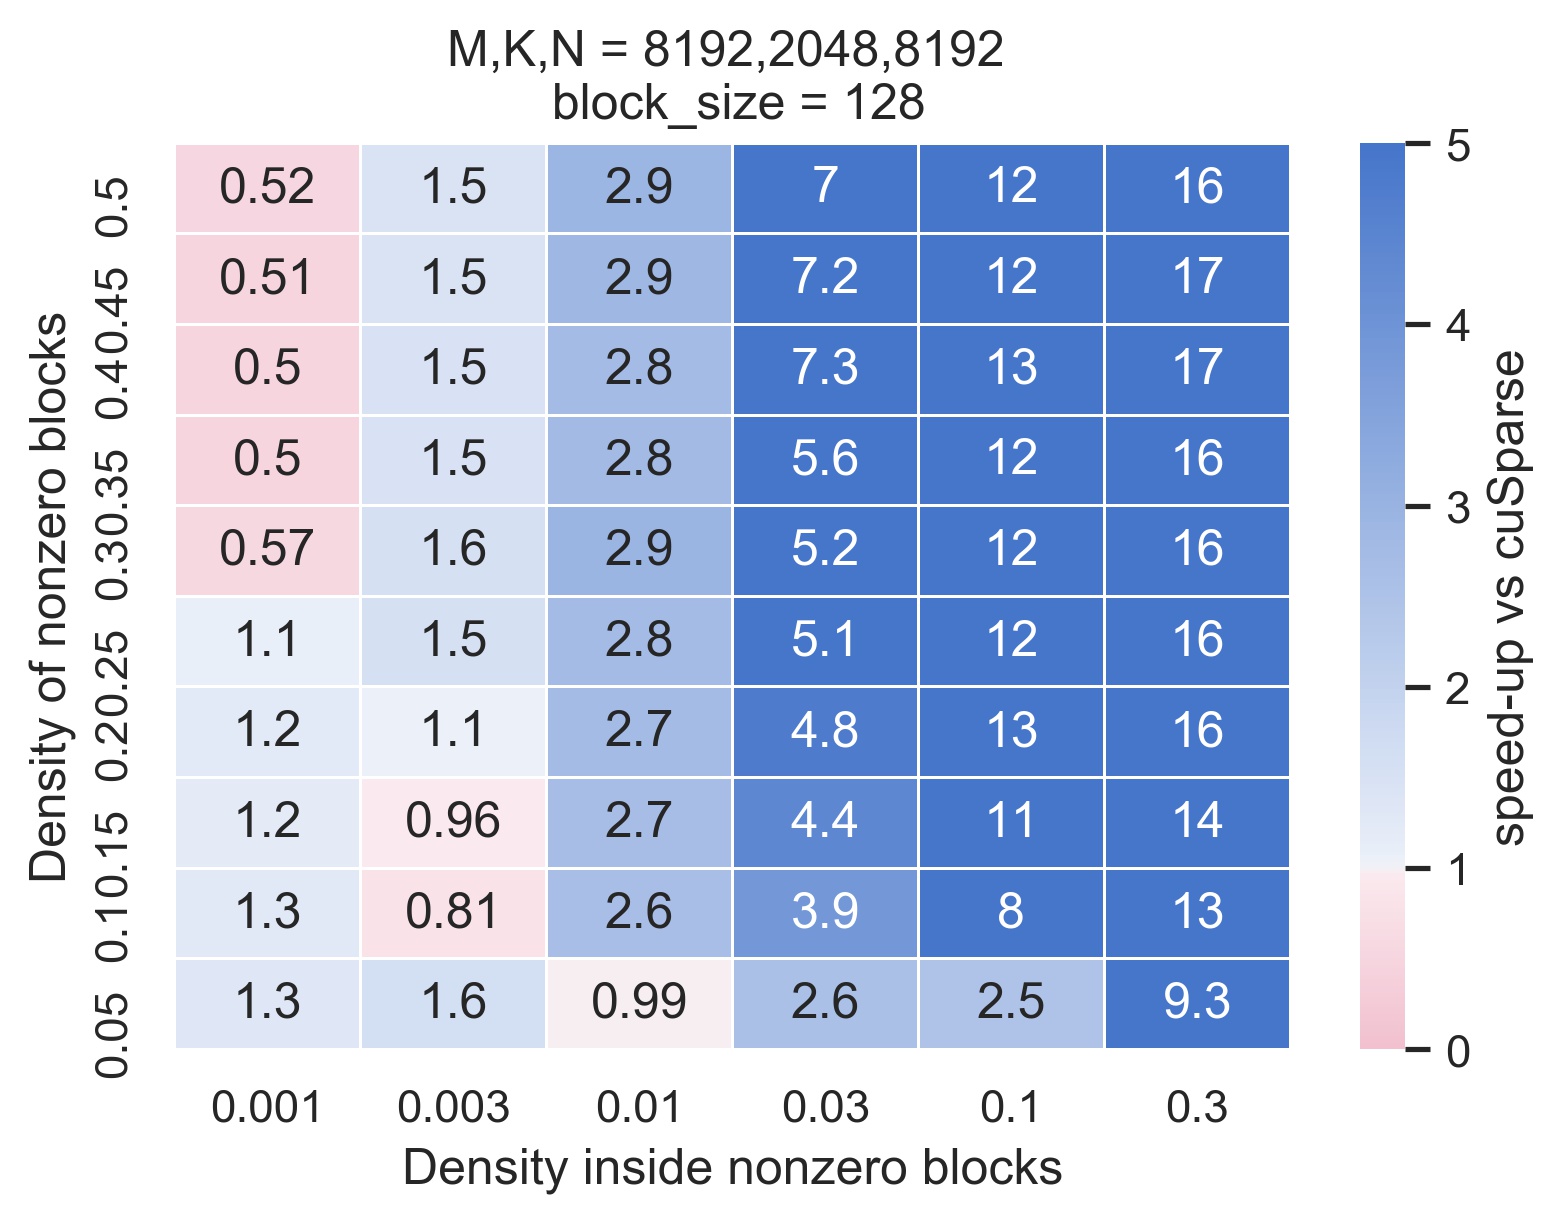 M,K,N = 8192,2048,8192
block_size = 128
Density of nonzero blocks
0.5 0.52 1.5 2.9 7 12 16
0.45 0.51 1.5 2.9 7.2 12 17
0.4 0.5 1.5 2.8 7.3 13 17
0.35 0.5 1.5 2.8 5.6 12 16
0.3 0.57 1.6 2.9 5.2 12 16
0.25 1.1 1.5 2.8 5.1 12 16
0.2 1.2 1.1 2.7 4.8 13 16
0.15 1.2 0.96 2.7 4.4 11 14
0.1 1.3 0.81 2.6 3.9 8 13
0.05 1.3 1.6 0.99 2.6 2.5 9.3
0.001 0.003 0.01 0.03 0.1 0.3
Density inside nonzero blocks
5
4
3
2
1
0
speed-up vs cuSparse